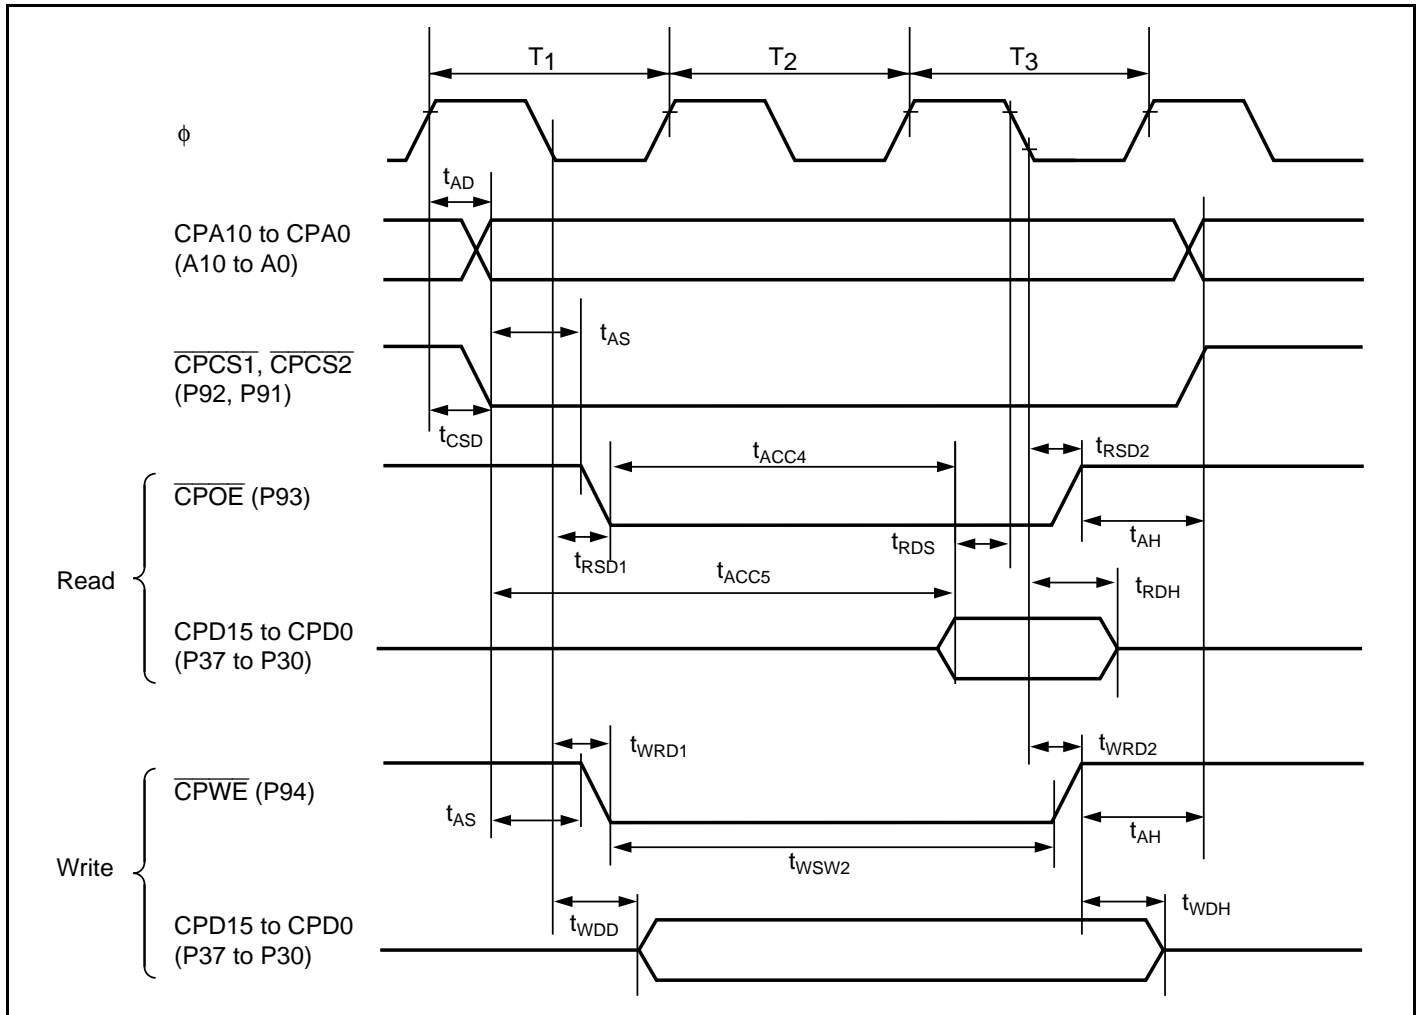 T1 T2 T3
ϕ
tAD
CPA10 to CPA0
(A10 to A0)
tAS
CPCS1, CPCS2
(P92, P91)
tCSD
tACC4
tRSD2
CPOE (P93)
tRSD1
tRDS
tAH
Read
tACC5
tRDH
CPD15 to CPD0
(P37 to P30)
tWRD1
tWRD2
CPWE (P94)
tAS
tAH
tWSW2
Write
tWDD
tWDH
CPD15 to CPD0
(P37 to P30)